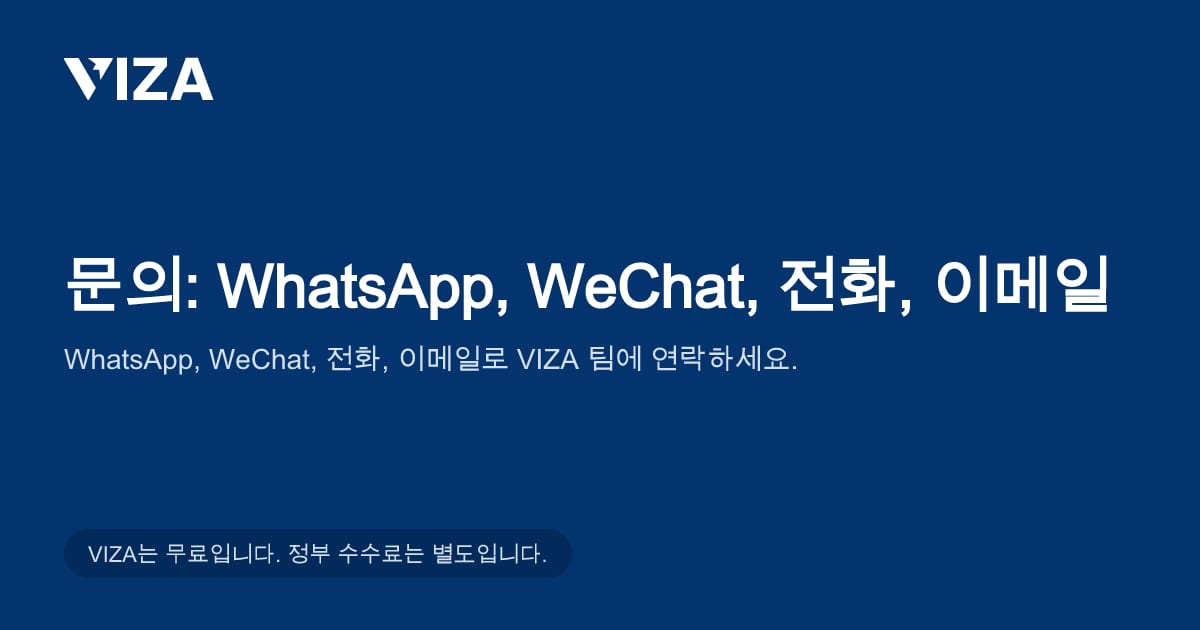 VIZA
문의: WhatsApp, WeChat, 전화, 이메일
WhatsApp, WeChat, 전화, 이메일로 VIZA 팀에 연락하세요.
VIZA는 무료입니다. 정부 수수료는 별도입니다.